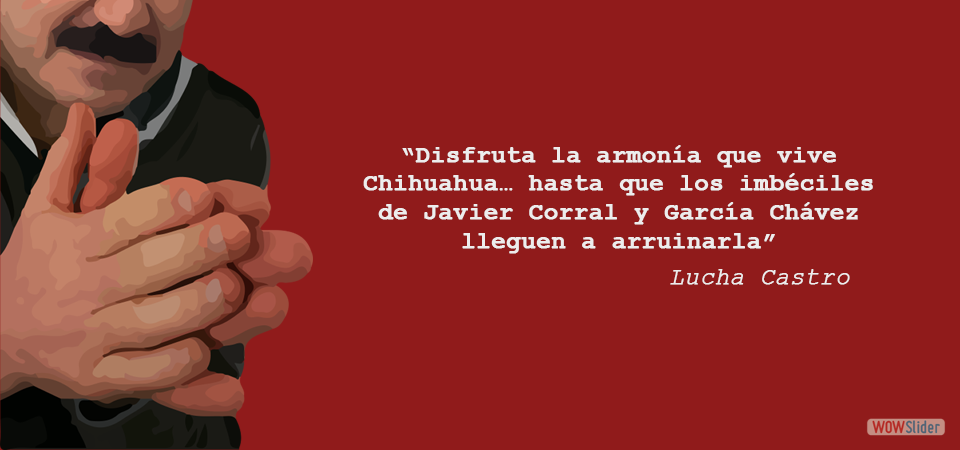 “Disfruta la armonía que vive
Chihuahua… hasta que los imbéciles
de Javier Corral y García Chávez
lleguen a arruinarla”
Lucha Castro
WOWSlider